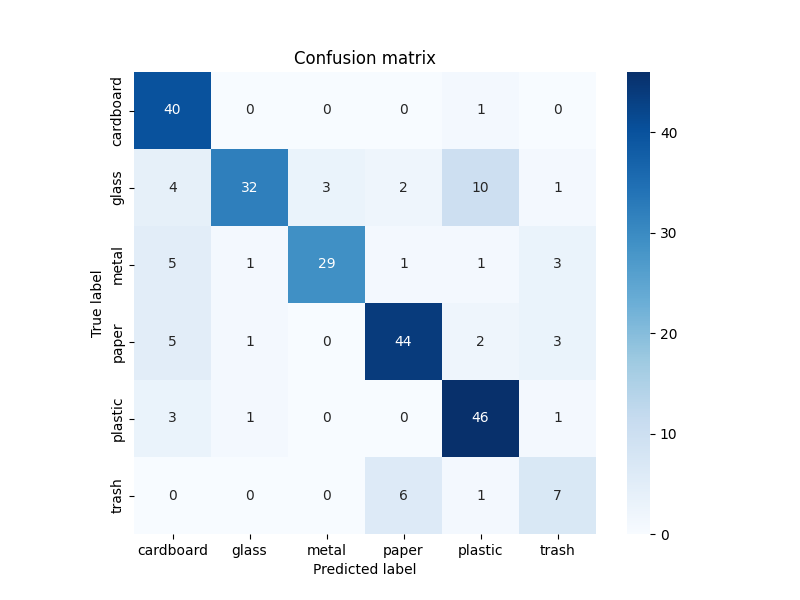 Confusion matrix
True label
cardboard 40 0 0 0 1 0
glass 4 32 3 2 10 1
metal 5 1 29 1 1 3
paper 5 1 0 44 2 3
plastic 3 1 0 0 46 1
trash 0 0 0 6 1 7
cardboard glass metal paper plastic trash
Predicted label
40
30
20
10
0